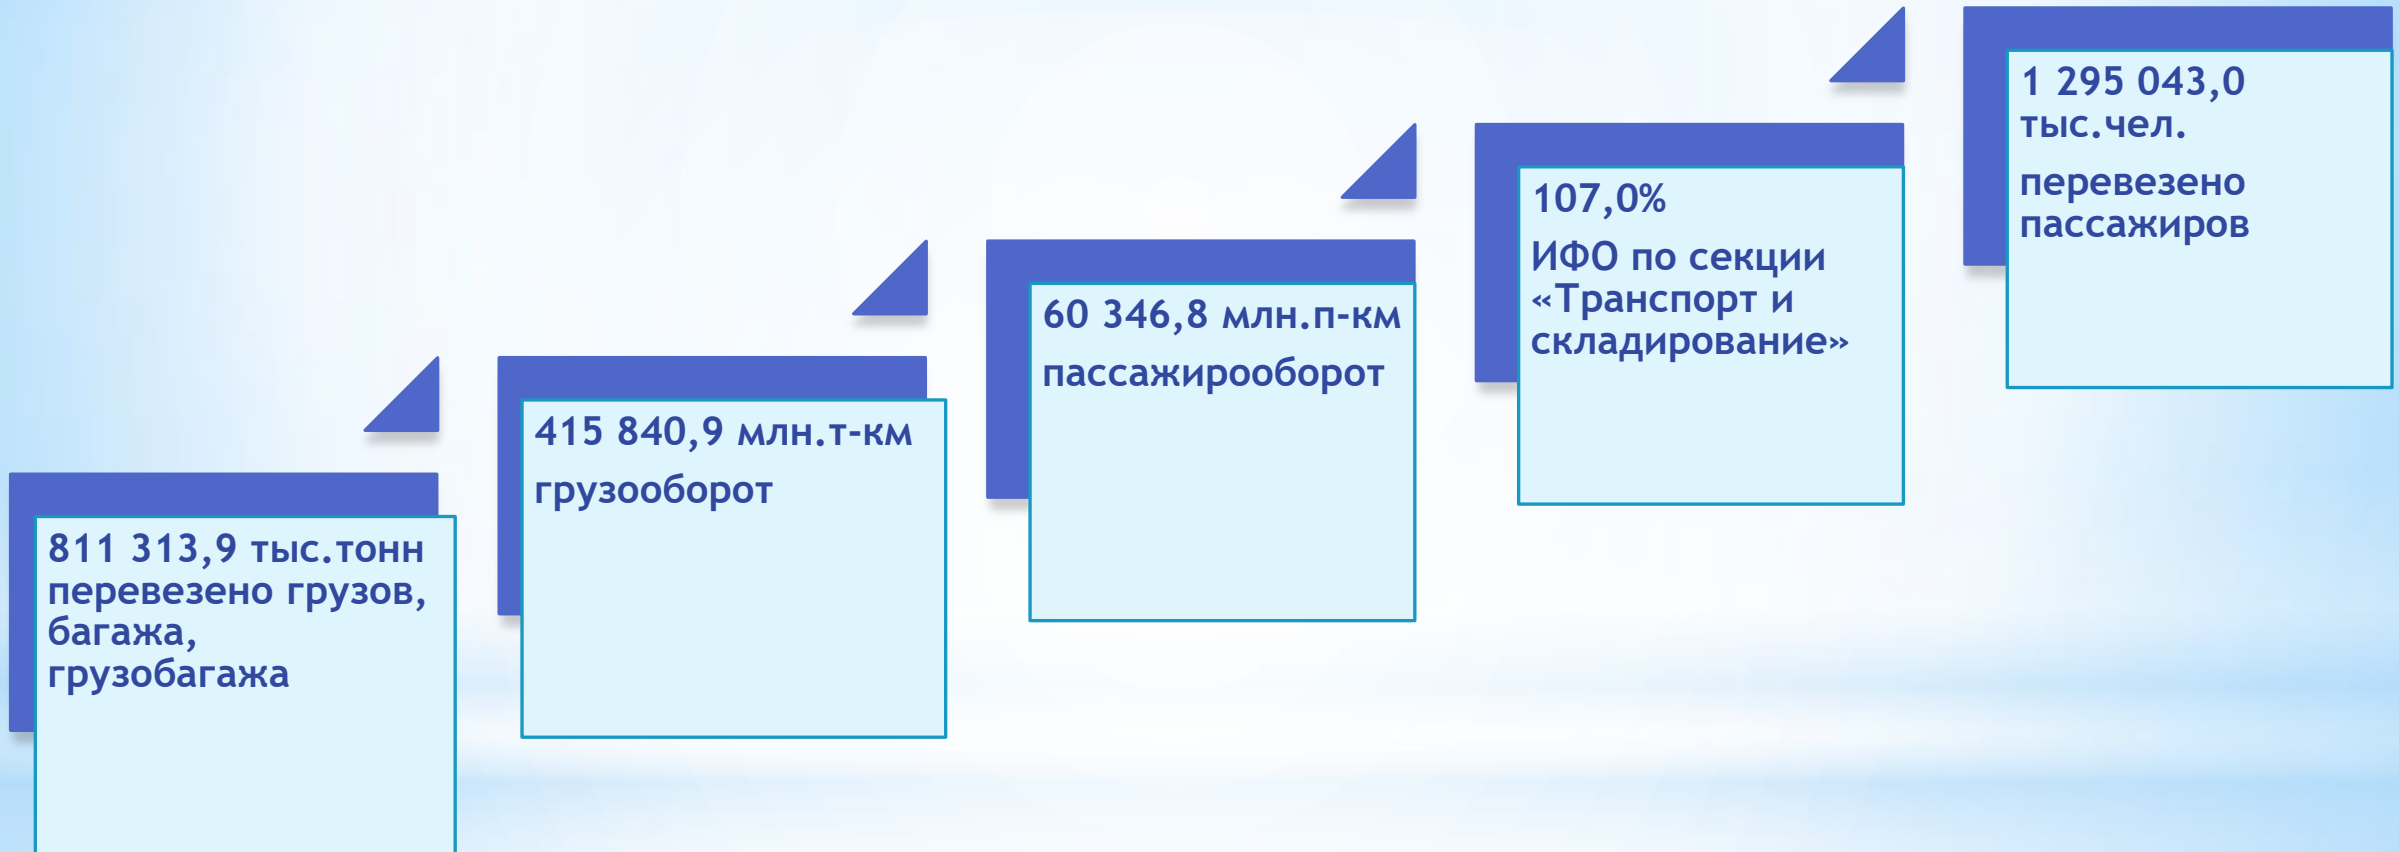 811 313,9 тыс.тонн
перевезено грузов,
багажа,
грузобагажа
415 840,9 млн.т-км
грузооборот
60 346,8 млн.п-км
пассажирооборот
107,0%
ИФО по секции
«Транспорт и
складирование»
1 295 043,0
тыс.чел.
перевезено
пассажиров